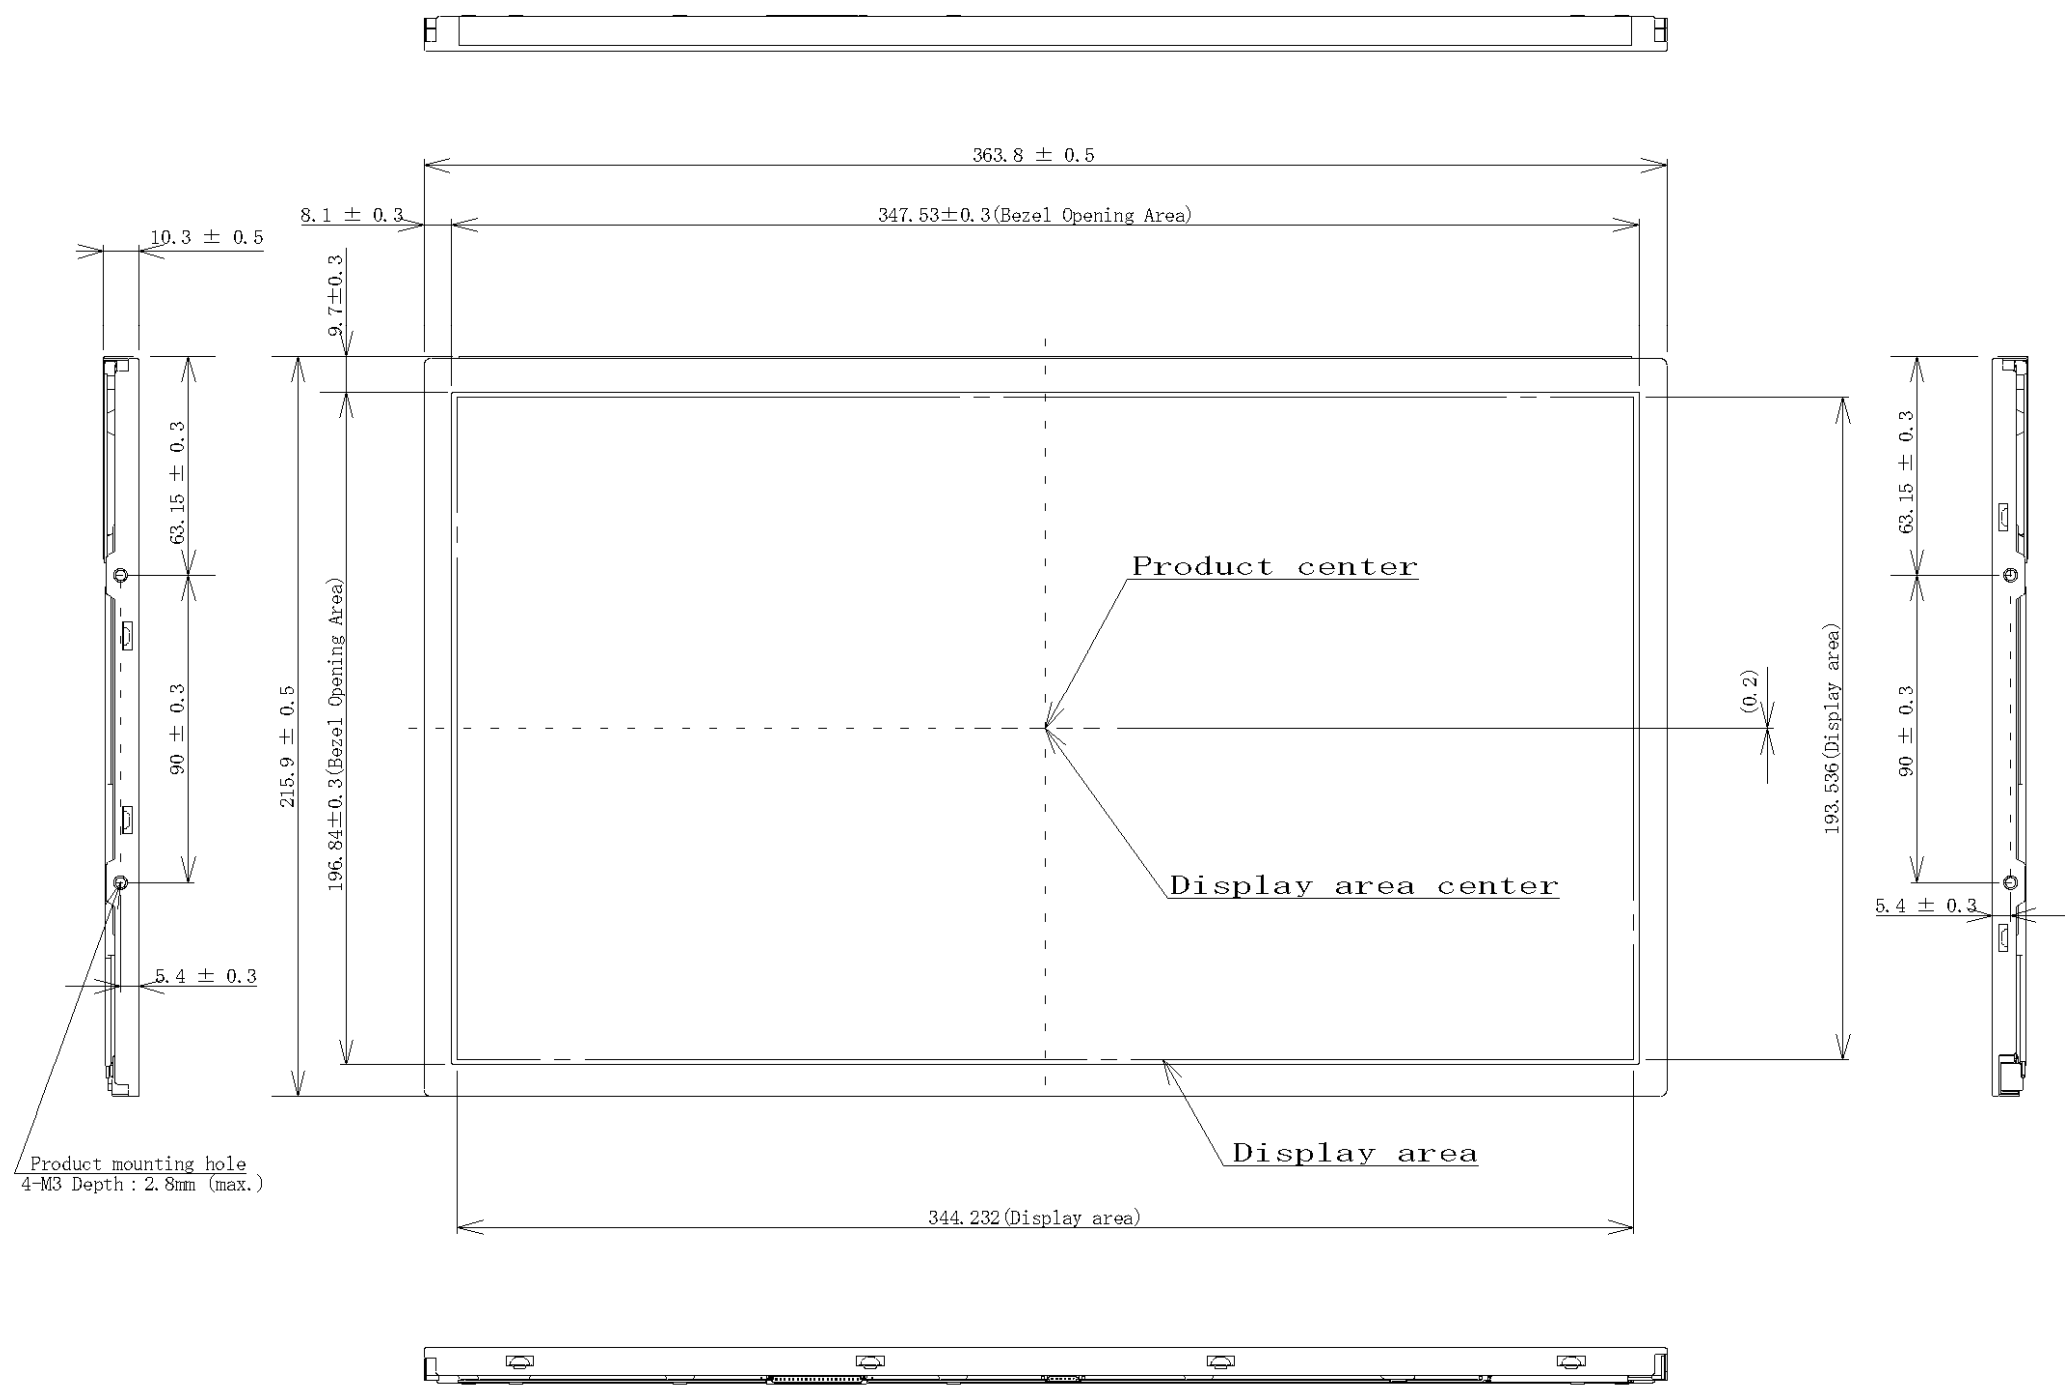 363.8 ± 0.5
8.1 ± 0.3
347.53±0.3(Bezel Opening Area)
10.3 ± 0.5
9.7±0.3
63.15 ± 0.3
63.15 ± 0.3
Product center
196.84±0.3(Bezel Opening Area)
215.9 ± 0.5
90 ± 0.3
(0.2)
193.536(Display area)
90 ± 0.3
Display area center
5.4 ± 0.3
5.4 ± 0.3
Display area
Product mounting hole
4-M3 Depth:2.8mm (max.)
344.232(Display area)